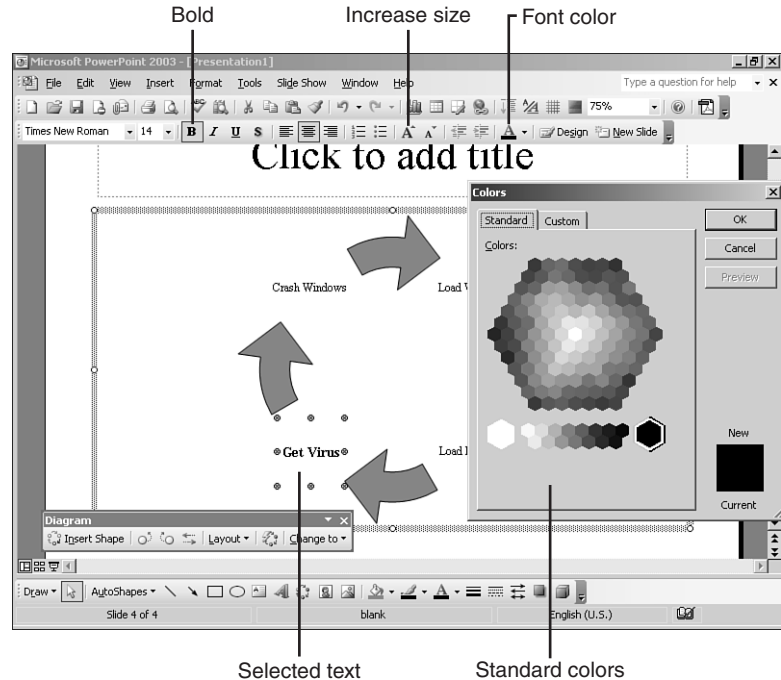 Bold
Increase size
Font color
Microsoft PowerPoint 2003 - [Presentation1]
File Edit View Insert Format Tools Slide Show Window Help Type a question for help
75%
Times New Roman 14 B I U S A A A Design New Slide
Click to add title
Colors
Standard Custom OK
Colors: Cancel
Preview
Crash Windows
Load
Get Virus
Load
New
Current
Diagram
Insert Shape Layout Change to
Draw AutoShapes A
Slide 4 of 4 blank English (U.S.)
Selected text
Standard colors